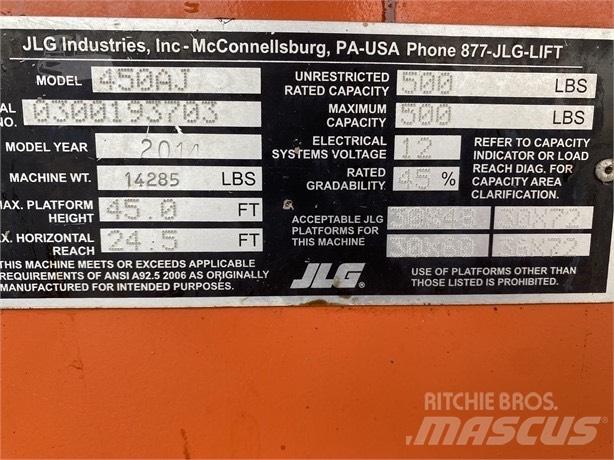 JLG Industries, Inc - McConnellsburg, PA-USA Phone 877-JLG-LIFT
MODEL 450AJ
AL NO. 0300193703
MODEL YEAR 2014
MACHINE WT. 14285 LBS
MAX. PLATFORM HEIGHT 45.0 FT
X. HORIZONTAL REACH 24.5 FT
THIS MACHINE MEETS OR EXCEEDS APPLICABLE
REQUIREMENTS OF ANSI A92.5 2006 AS ORIGINALLY
MANUFACTURED FOR INTENDED PURPOSES.
UNRESTRICTED RATED CAPACITY 500 LBS
MAXIMUM CAPACITY 500 LBS
ELECTRICAL SYSTEMS VOLTAGE 12
RATED GRADABILITY 45 %
REFER TO CAPACITY
INDICATOR OR LOAD
REACH DIAG. FOR
CAPACITY AREA
CLARIFICATION.
ACCEPTABLE JLG
PLATFORMS FOR
THIS MACHINE
30X48
30X60
JLG®
USE OF PLATFORMS OTHER THAN
THOSE LISTED IS PROHIBITED.
RITCHIE BROS.
MASCUS